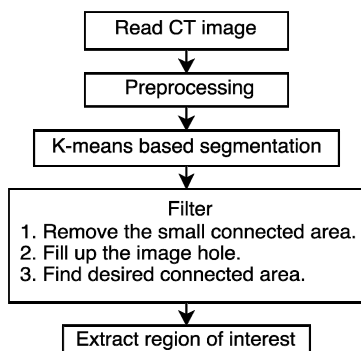 Read CT image
Preprocessing
K-means based segmentation
Filter
1. Remove the small connected area.
2. Fill up the image hole.
3. Find desired connected area.
Extract region of interest